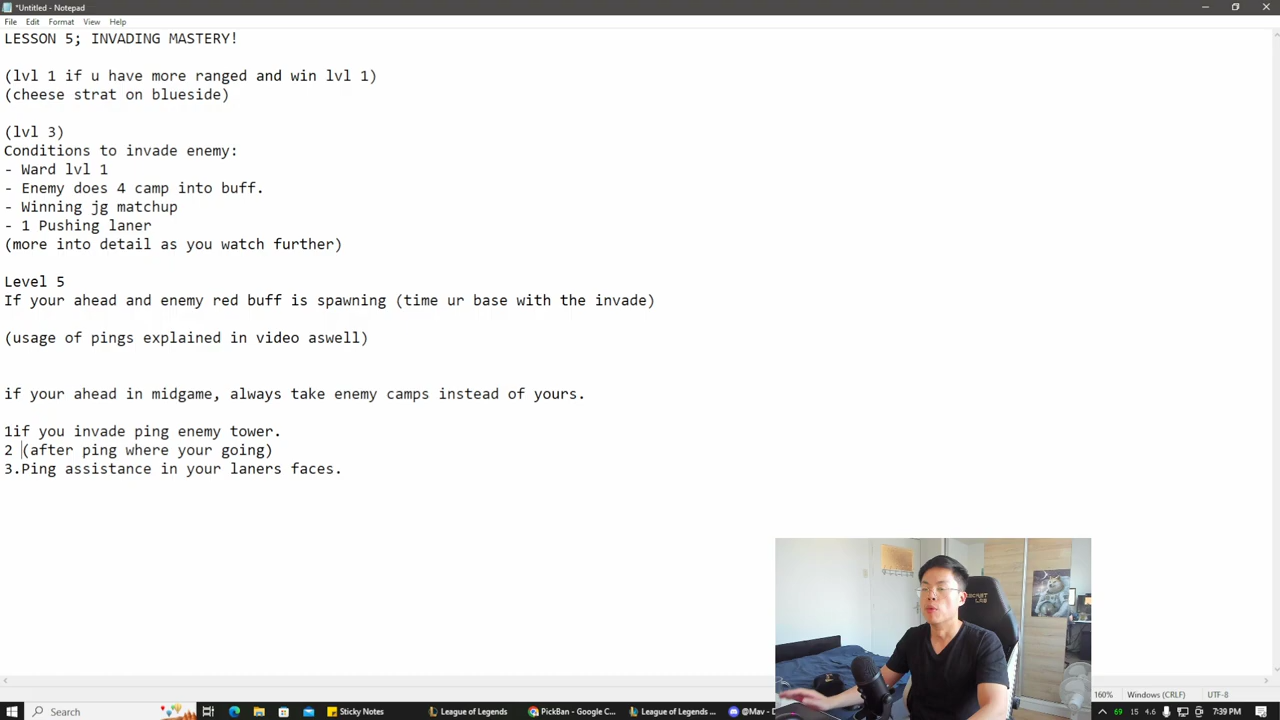 *Untitled - Notepad
File Edit Format View Help
LESSON 5; INVADING MASTERY!
(lvl 1 if u have more ranged and win lvl 1)
(cheese strat on blueside)
(lvl 3)
Conditions to invade enemy:
- Ward lvl 1
- Enemy does 4 camp into buff.
- Winning jg matchup
- 1 Pushing laner
(more into detail as you watch further)
Level 5
If your ahead and enemy red buff is spawning (time ur base with the invade)
(usage of pings explained in video aswell)
if your ahead in midgame, always take enemy camps instead of yours.
1if you invade ping enemy tower.
2 (after ping where your going)
3.Ping assistance in your laners faces.
160% Windows (CRLF) UTF-8
Search Sticky Notes League of Legends PickBan - Google C... League of Legends ... @Mav - D 69 15 4.6 7:39 PM